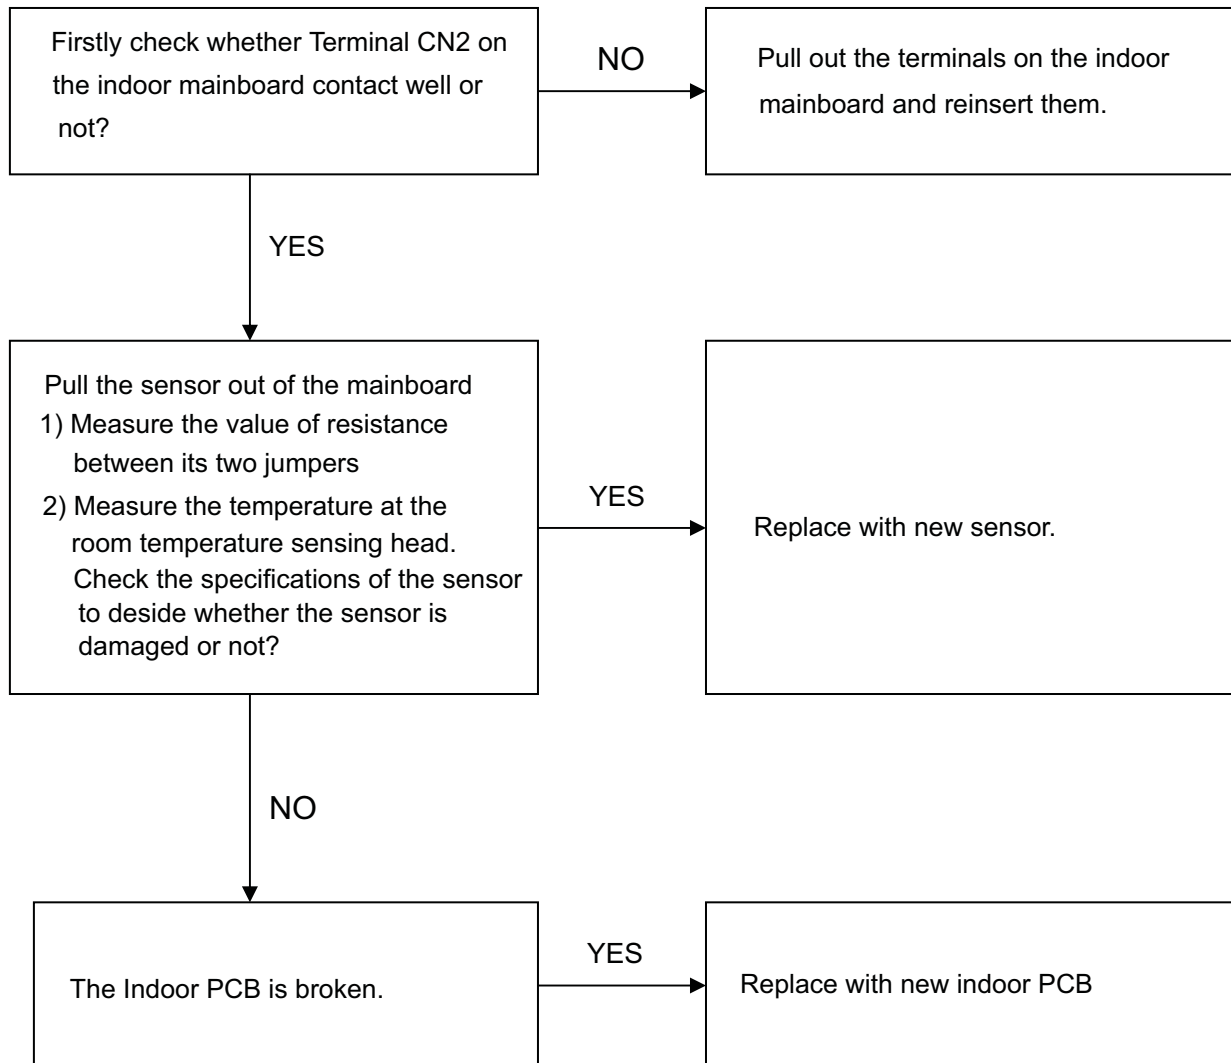 Firstly check whether Terminal CN2 on
the indoor mainboard contact well or
not?
NO
Pull out the terminals on the indoor
mainboard and reinsert them.
YES
Pull the sensor out of the mainboard
1) Measure the value of resistance
between its two jumpers
2) Measure the temperature at the
room temperature sensing head.
Check the specifications of the sensor
to deside whether the sensor is
damaged or not?
YES
Replace with new sensor.
NO
The Indoor PCB is broken.
YES
Replace with new indoor PCB